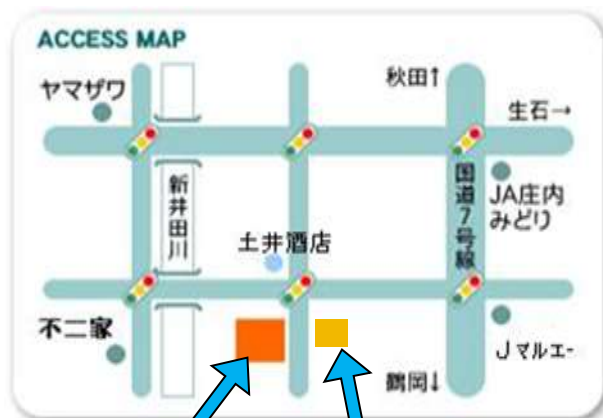 ACCESS MAP
ヤマザワ
秋田↑
生石→
新井田川
国道7号線
JA庄内
みどり
土井酒店
不二家
Jマルエー
鶴岡↓